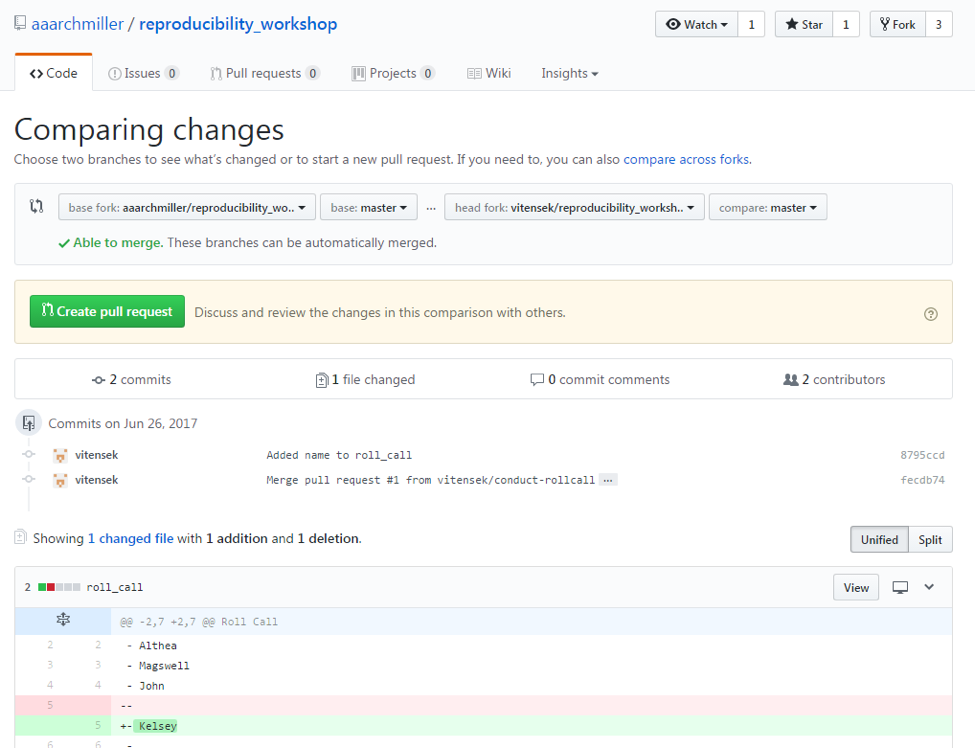 aaarchmiller / reproducibility_workshop
Watch 1 Star 1 Fork 3
Code Issues 0 Pull requests 0 Projects 0 Wiki Insights
Comparing changes
Choose two branches to see what's changed or to start a new pull request. If you need to, you can also compare across forks.
base fork: aaarchmiller/reproducibility_wo.. base: master ... head fork: vitensek/reproducibility_worksh.. compare: master
Able to merge. These branches can be automatically merged.
Create pull request Discuss and review the changes in this comparison with others. ?
2 commits 1 file changed 0 commit comments 2 contributors
Commits on Jun 26, 2017
vitensek Added name to roll_call 8795ccd
vitensek Merge pull request #1 from vitensek/conduct-rollcall ... fecdb74
Showing 1 changed file with 1 addition and 1 deletion. Unified Split
2 roll_call View
@@ -2,7 +2,7 @@ Roll Call
2 2 - Althea
3 3 - Magswell
4 4 - John
5 --
5 +- Kelsey
6 6 -